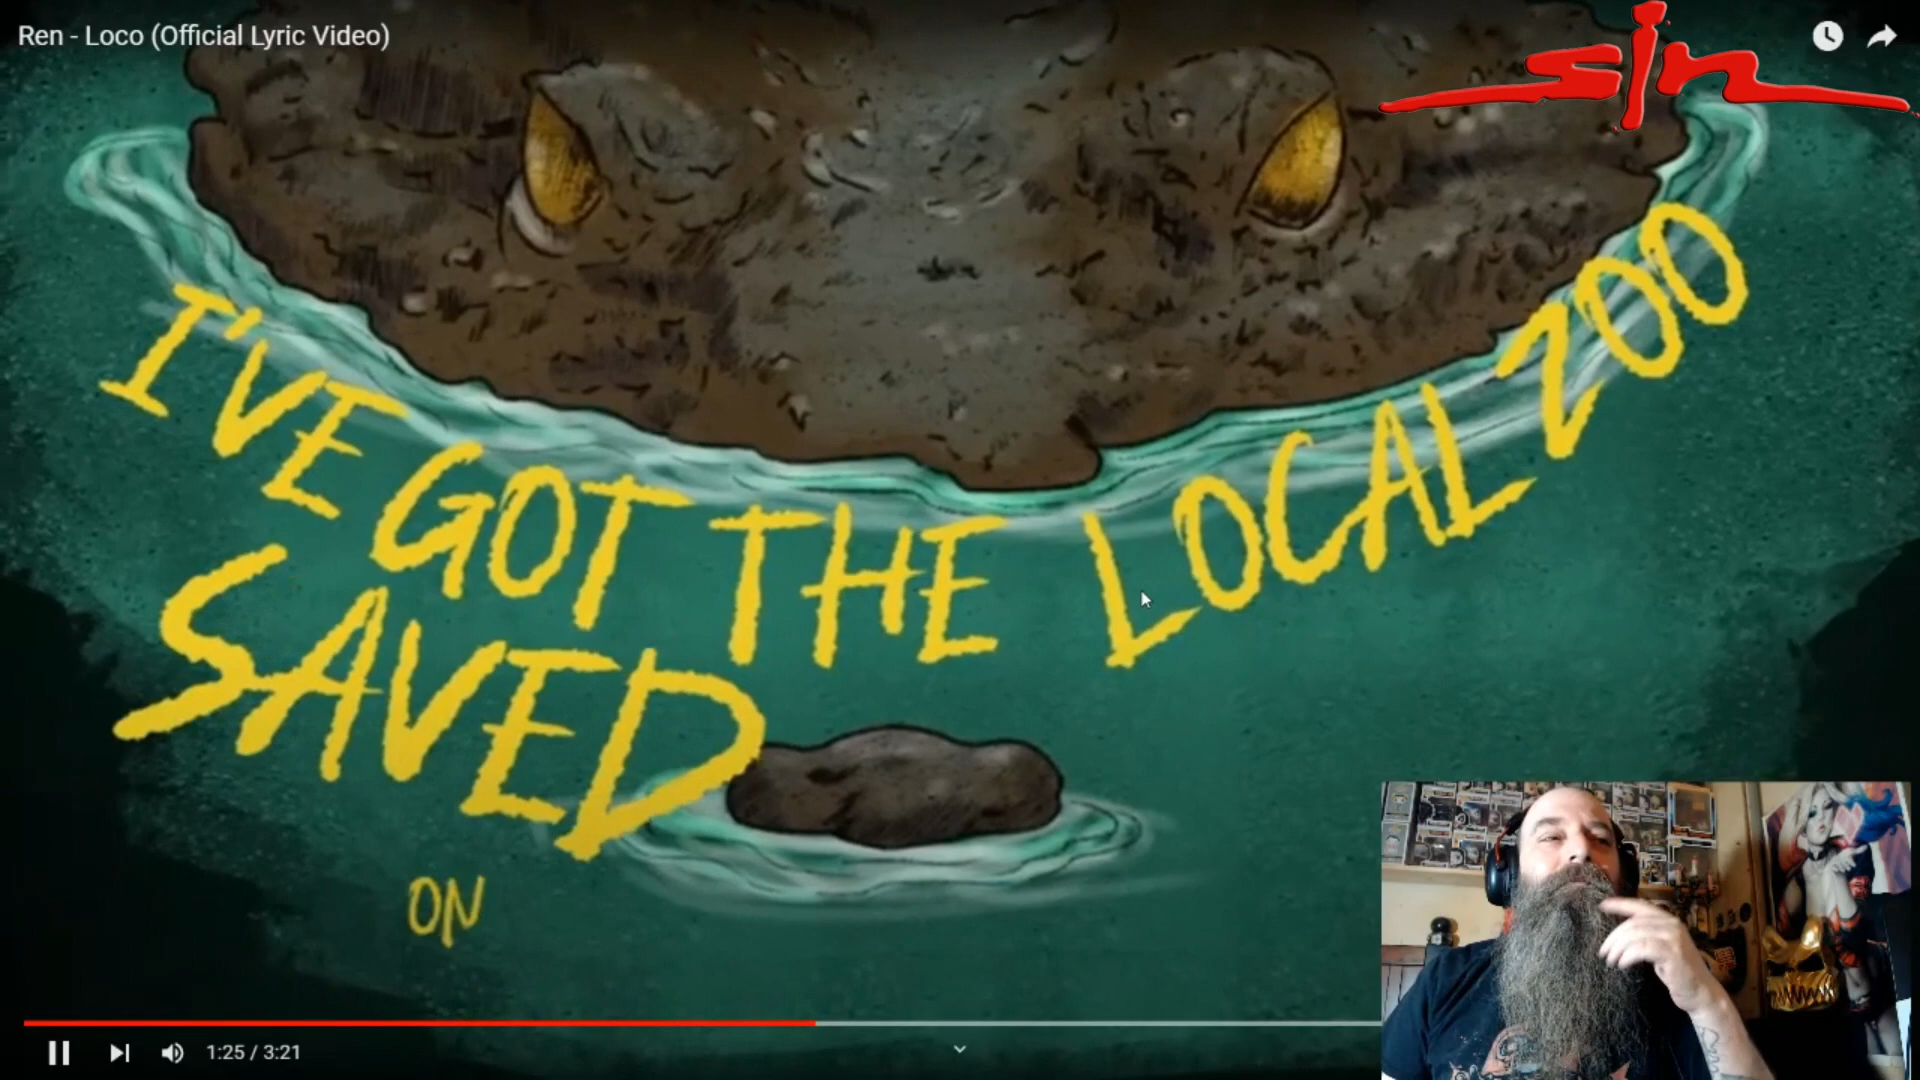 Ren - Loco (Official Lyric Video)
sin
I'VE GOT THE LOCAL ZOO
SAVED
ON
1:25 / 3:21